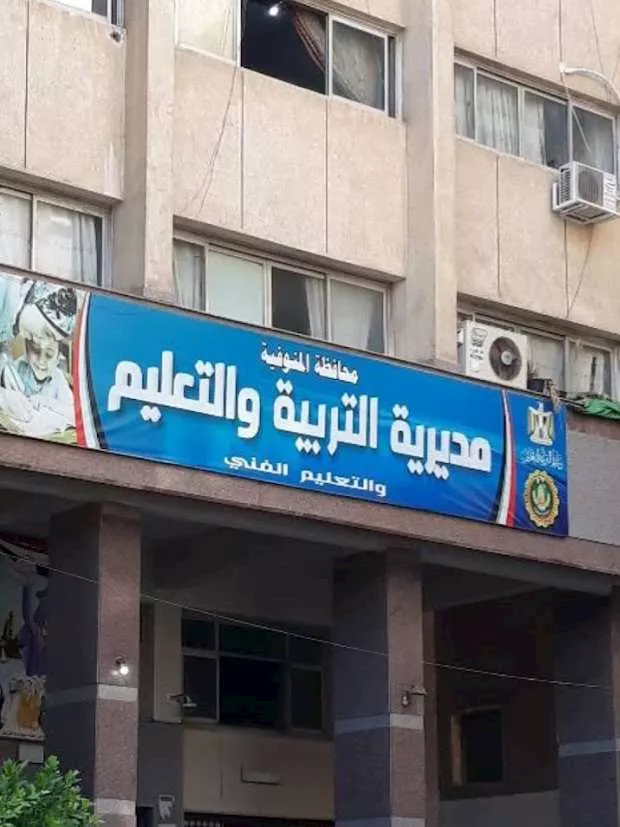 محافظة المنوفية
مديرية التربية والتعليم
والتعليم الفني